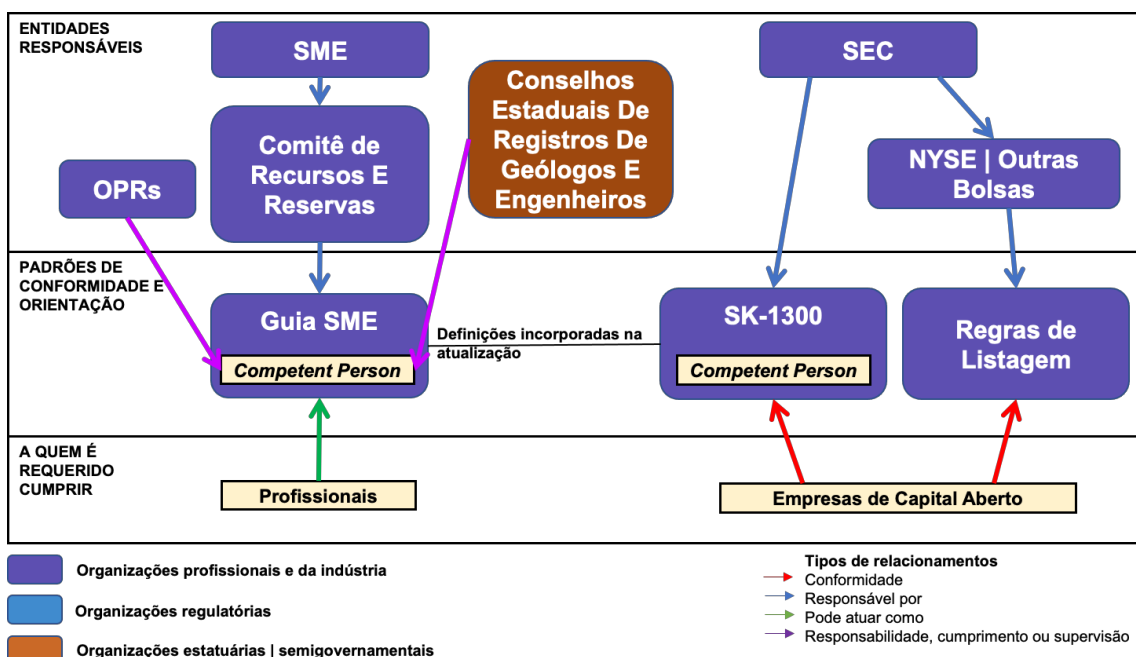 ENTIDADES
RESPONSÁVEIS
SME
SEC
Conselhos
Estaduais De
Registros De
Geólogos E
Engenheiros
Comitê de
Recursos E
Reservas
OPRs
NYSE | Outras
Bolsas
PADRÕES DE
CONFORMIDADE E
ORIENTAÇÃO
Guia SME
Competent Person
Definições incorporadas na
atualização
SK-1300
Competent Person
Regras de
Listagem
A QUEM É
REQUERIDO
CUMPRIR
Profissionais
Empresas de Capital Aberto
Organizações profissionais e da indústria
Organizações regulatórias
Organizações estatuárias | semigovernamentais
Tipos de relacionamentos
Conformidade
Responsável por
Pode atuar como
Responsabilidade, cumprimento ou supervisão